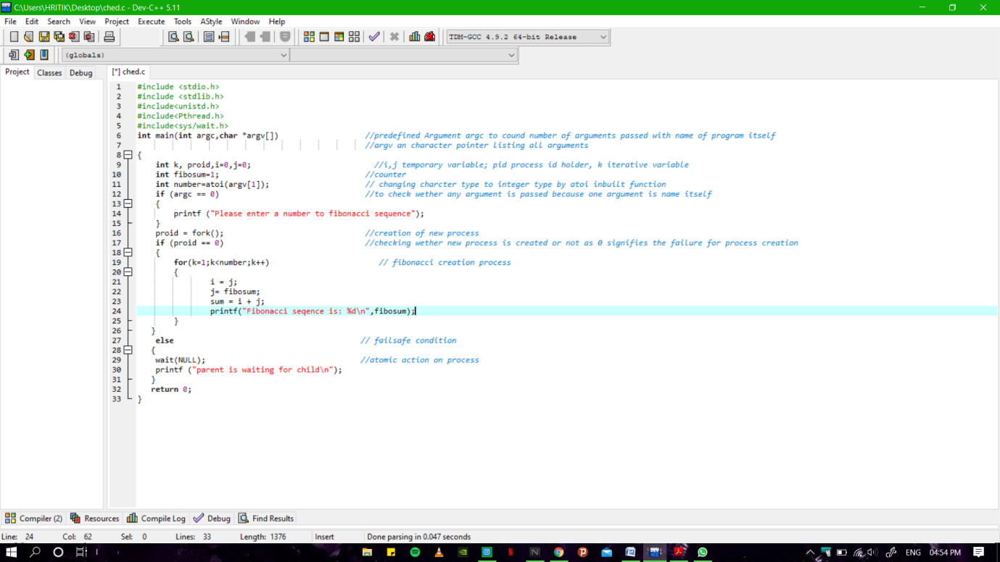 C:\Users\HRITIK\Desktop\ched.c - Dev-C++ 5.11
File Edit Search View Project Execute Tools AStyle Window Help
TDM-GCC 4.9.2 64-bit Release
(globals)
Project Classes Debug [*] ched.c
1 #include <stdio.h>
2 #include <stdlib.h>
3 #include<unistd.h>
4 #include<Pthread.h>
5 #include<sys/wait.h>
6 int main(int argc,char *argv[]) //predefined Argument argc to cound number of arguments passed with name of program itself
7 //argv an character pointer listing all arguments
8 {
9 int k, proid,i=0,j=0; //i,j temporary variable; pid process id holder, k iterative variable
10 int fibosum=1; //counter
11 int number=atoi(argv[1]); // changing charcter type to integer type by atoi inbuilt function
12 if (argc == 0) //to check wether any argument is passed because one argument is name itself
13 {
14 printf ("Please enter a number to fibonacci sequence");
15 }
16 proid = fork(); //creation of new process
17 if (proid == 0) //checking wether new process is created or not as 0 signifies the failure for process creation
18 {
19 for(k=1;k<number;k++) // fibonacci creation process
20 {
21 i = j;
22 j= fibosum;
23 sum = i + j;
24 printf("Fibonacci seqence is: %d\n",fibosum);
25 }
26 }
27 else // failsafe condition
28 {
29 wait(NULL); //atomic action on process
30 printf ("parent is waiting for child\n");
31 }
32 return 0;
33 }
Compiler (2) Resources Compile Log Debug Find Results
Line: 24 Col: 62 Sel: 0 Lines: 33 Length: 1376 Insert Done parsing in 0.047 seconds
ENG 04:54 PM